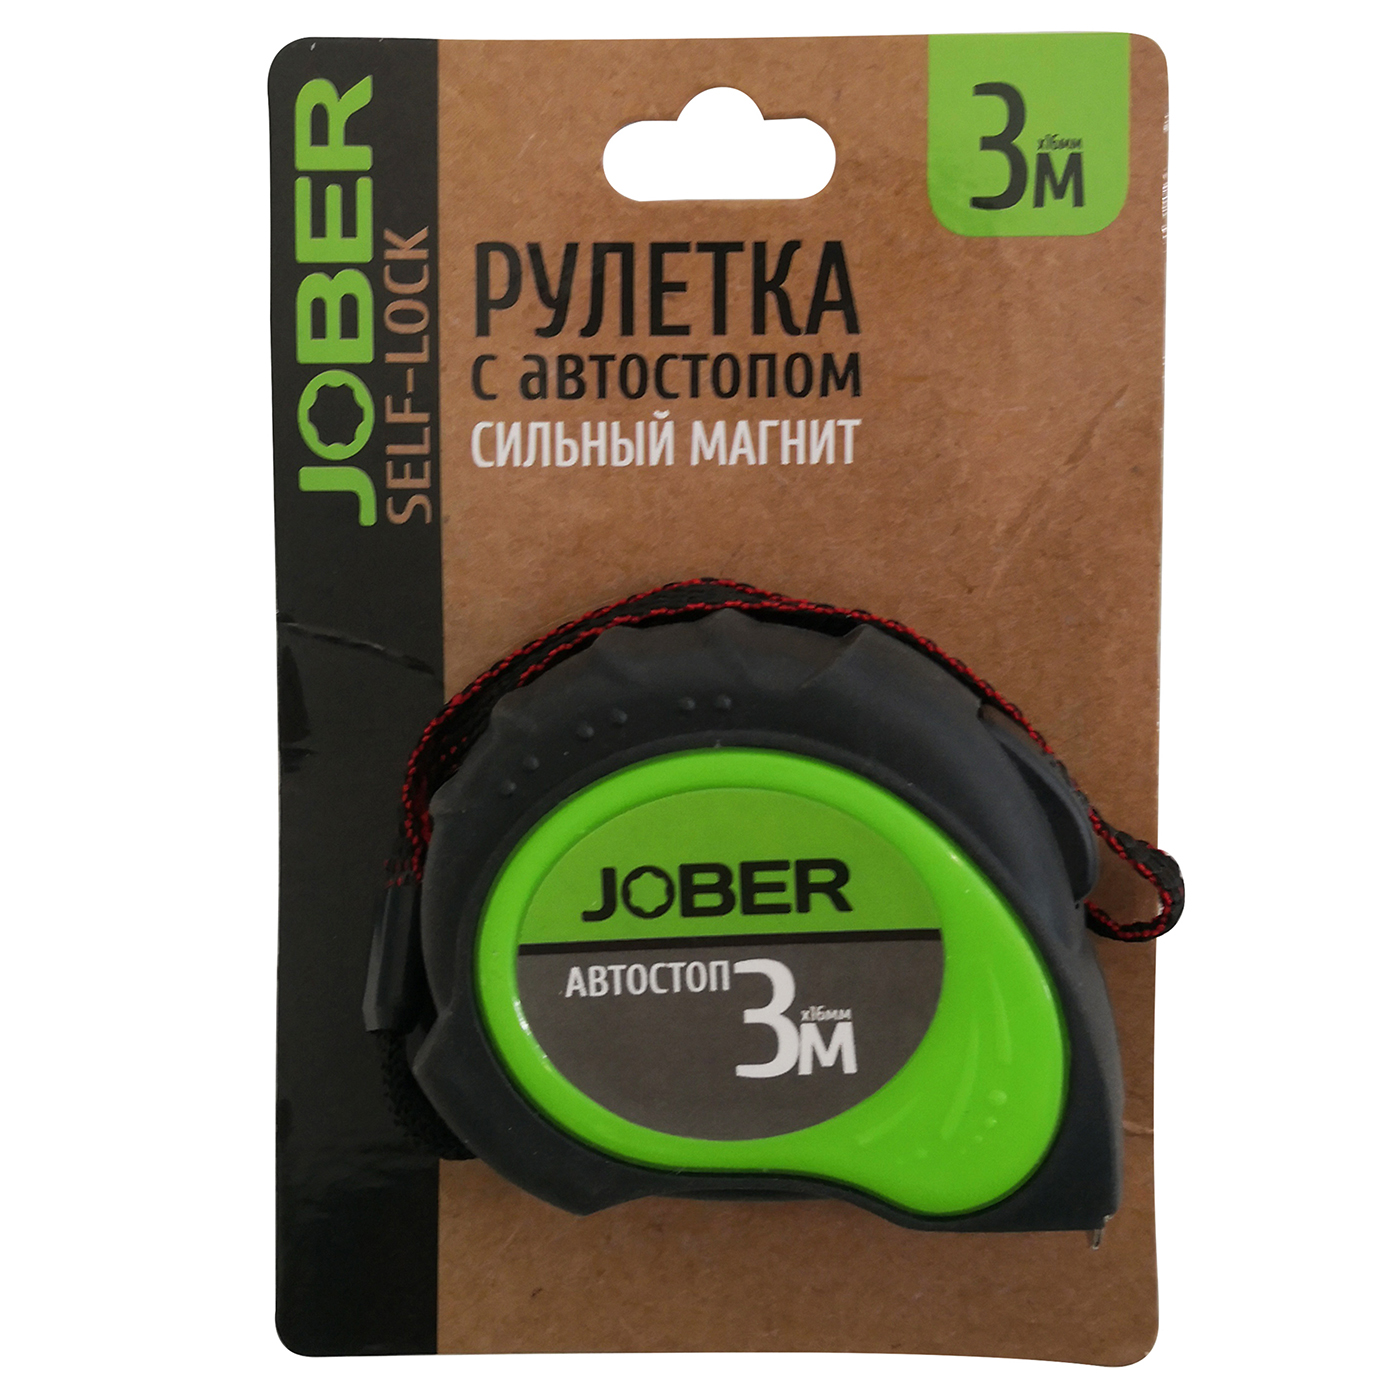 JOBER
SELF-LOCK
3м
х16мм
РУЛЕТКА
с автостопом
СИЛЬНЫЙ МАГНИТ
JOBER
АВТОСТОП
3м
х16мм